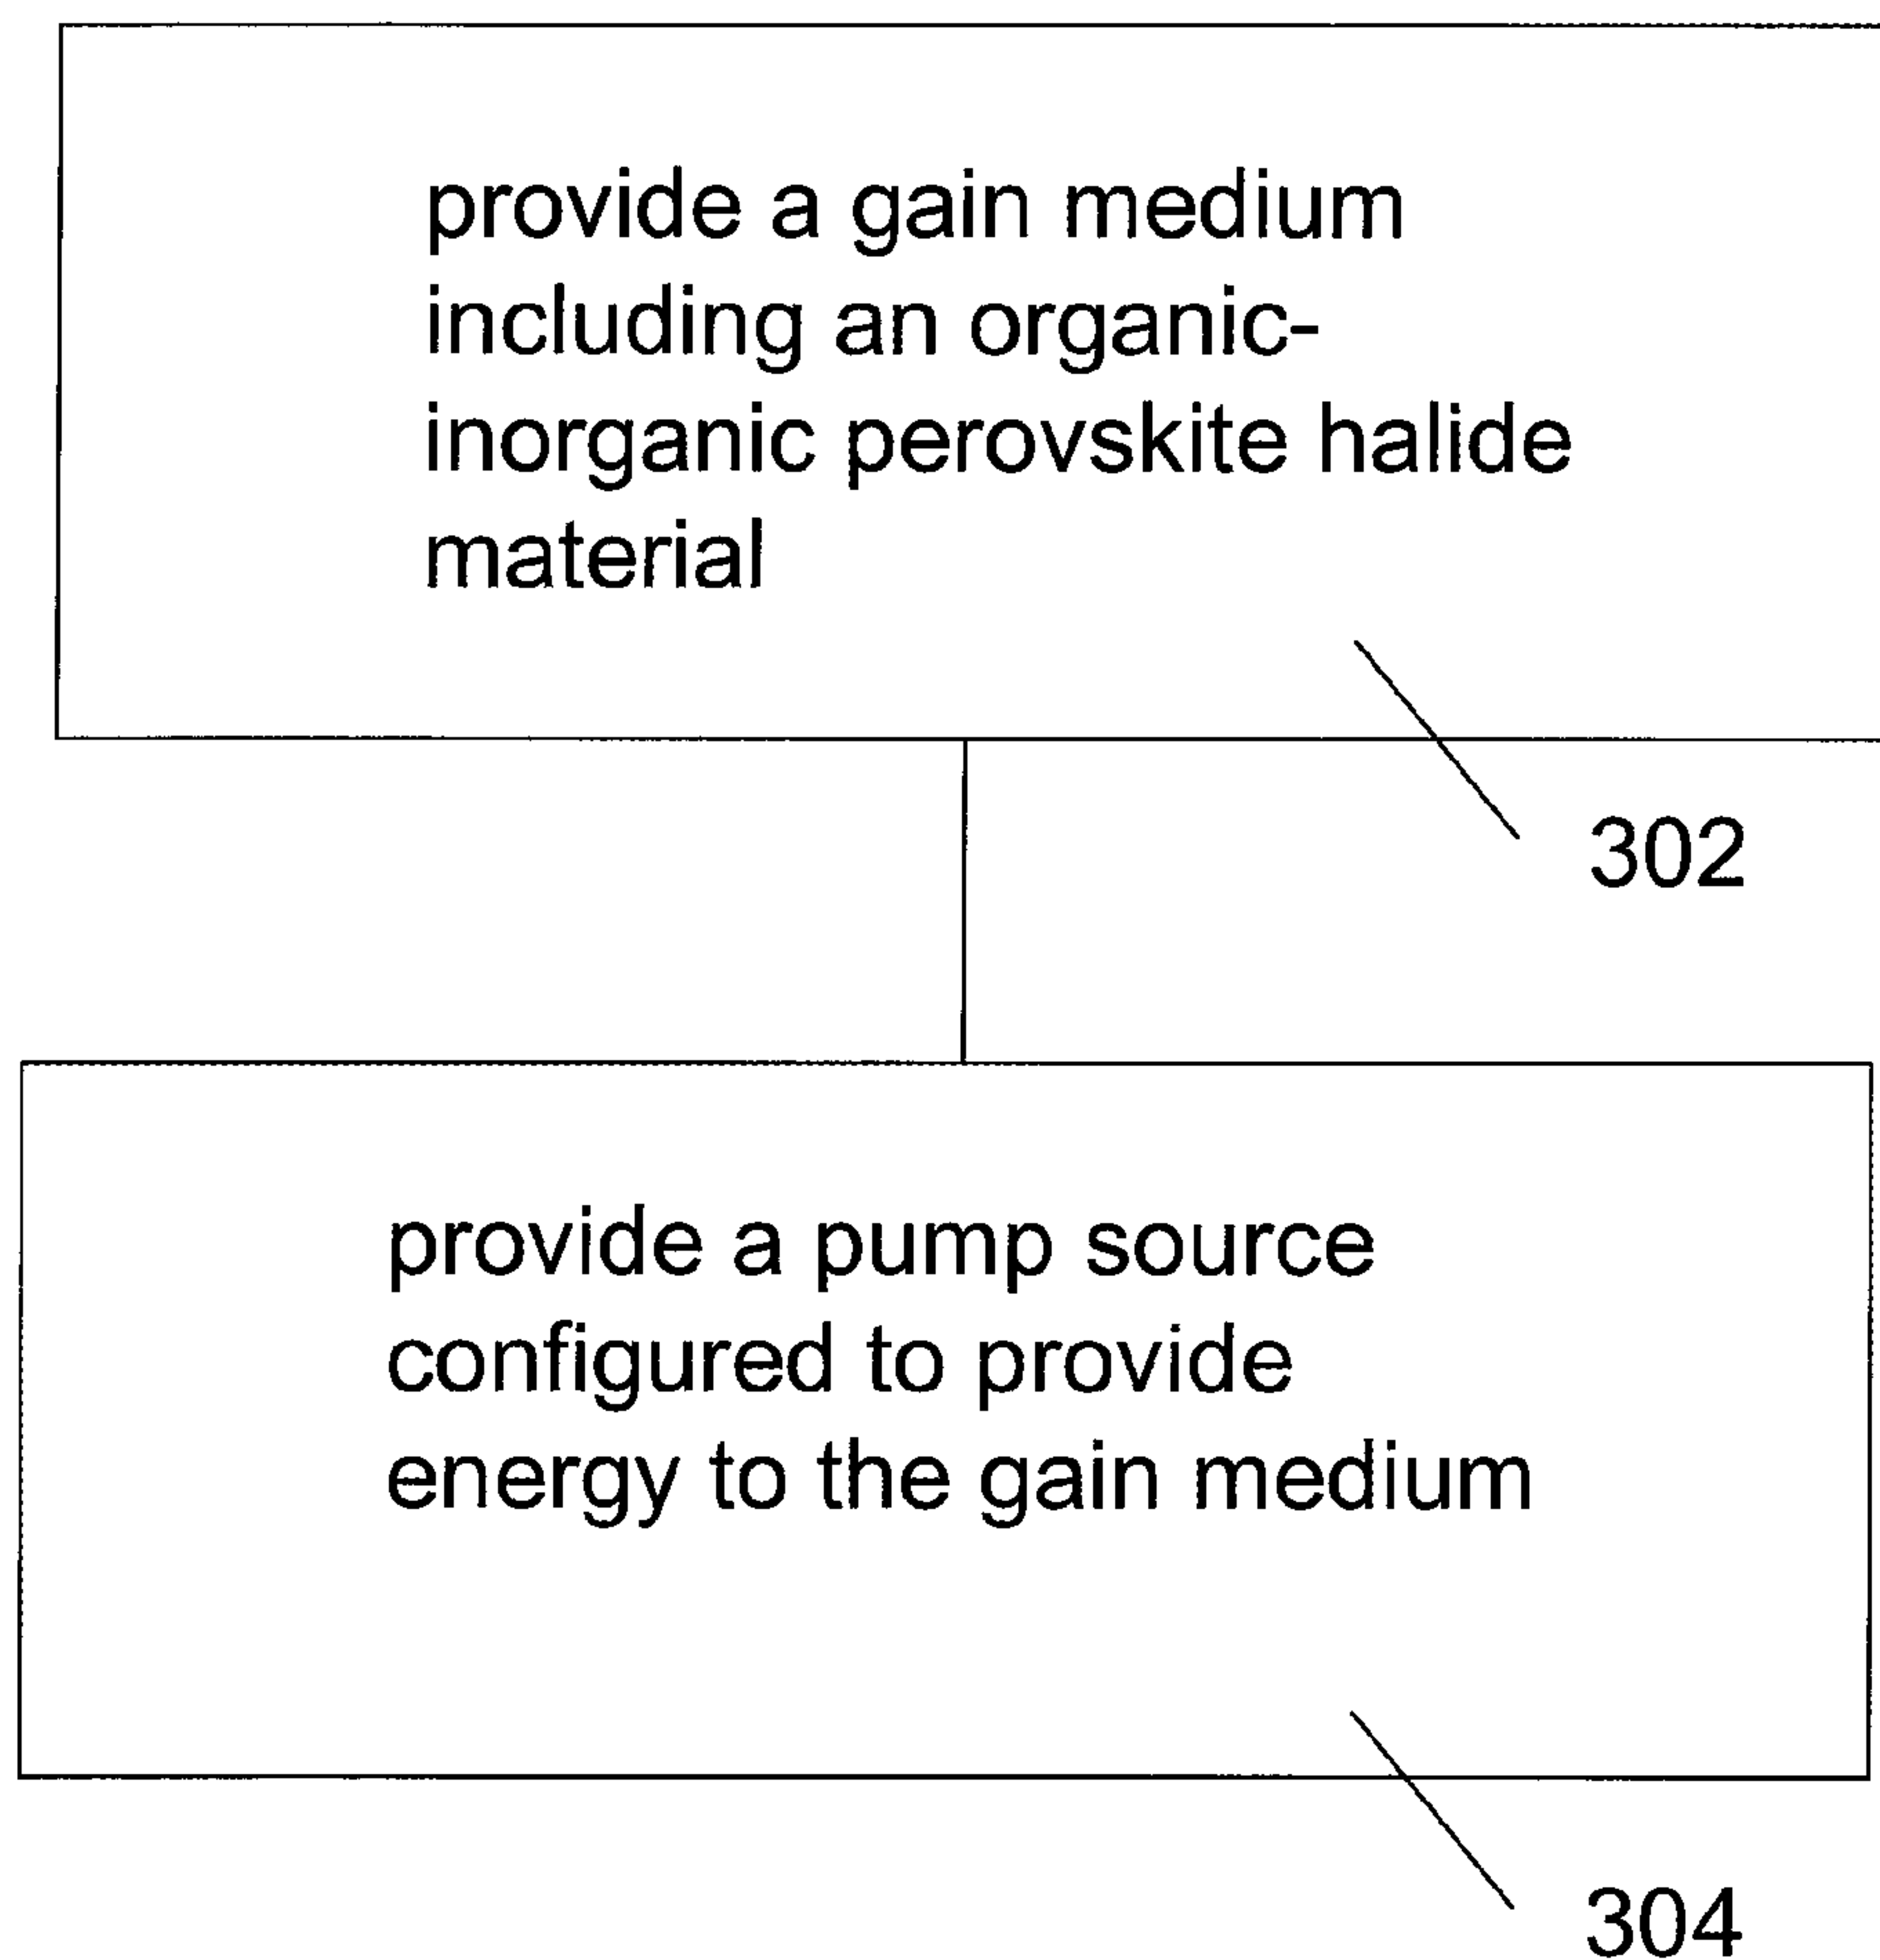 provide a gain medium
including an organic-
inorganic perovskite halide
material
302
provide a pump source
configured to provide
energy to the gain medium
304